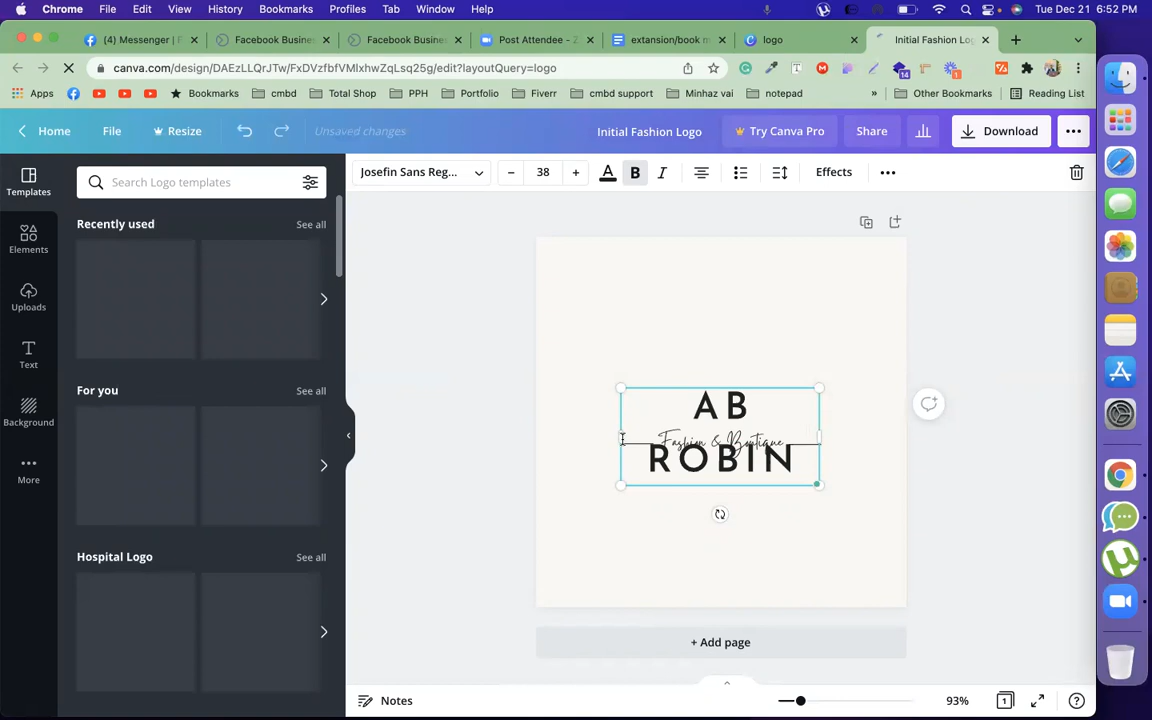 Chrome File Edit View History Bookmarks Profiles Tab Window Help Tue Dec 21 6:52 PM
(4) Messenger | F Facebook Busine Facebook Busine Post Attendee - Z extansion/book m logo Initial Fashion Lo
canva.com/design/DAEzLLQrJTw/FxDVzfbfVMlxhwZqLsq25g/edit?layoutQuery=logo
Apps Bookmarks cmbd Total Shop PPH Portfolio Fiverr cmbd support Minhaz vai notepad » Other Bookmarks Reading List
Home File Resize Unsaved changes Initial Fashion Logo Try Canva Pro Share Download
Templates
Search Logo templates
Josefin Sans Reg... 38 A B I Effects
Recently used See all
Elements
Uploads
Text
For you See all
Background
More
Hospital Logo See all
AB
Fashion & Boutique
ROBIN
+ Add page
Notes 93% 1